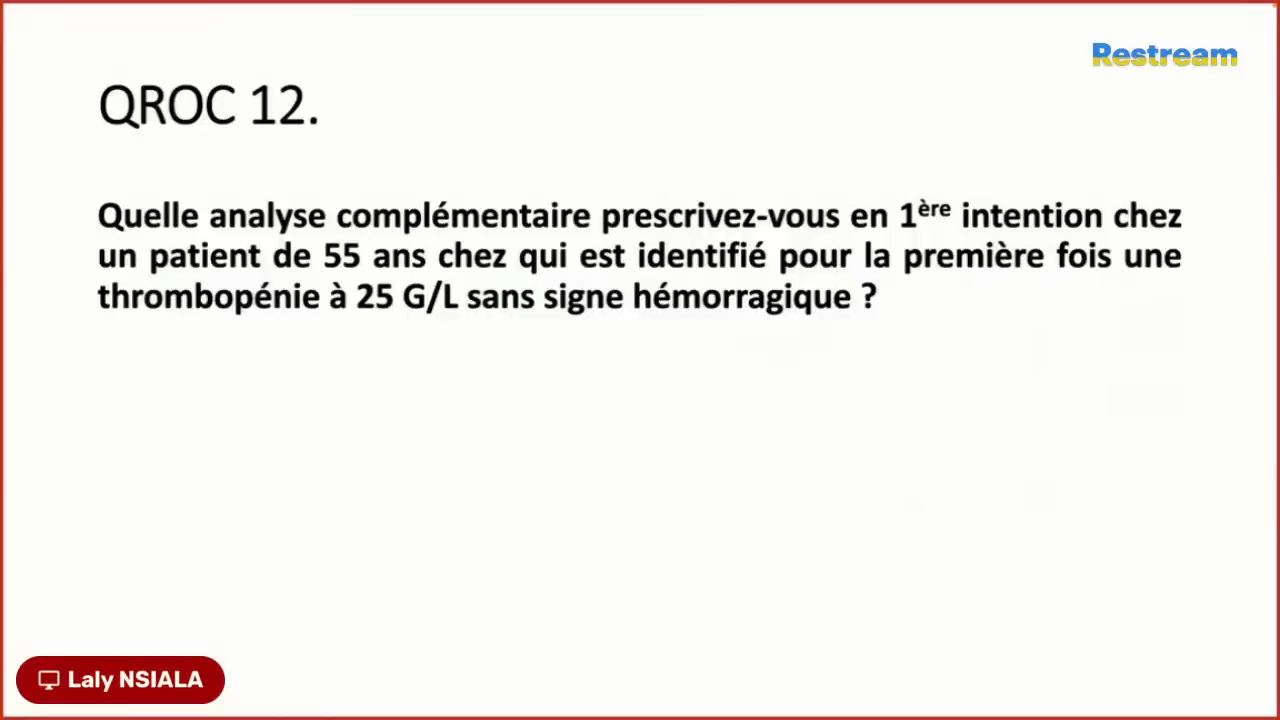 Restream
QROC 12.
Quelle analyse complémentaire prescrivez-vous en 1ère intention chez
un patient de 55 ans chez qui est identifié pour la première fois une
thrombopénie à 25 G/L sans signe hémorragique ?
Laly NSIALA